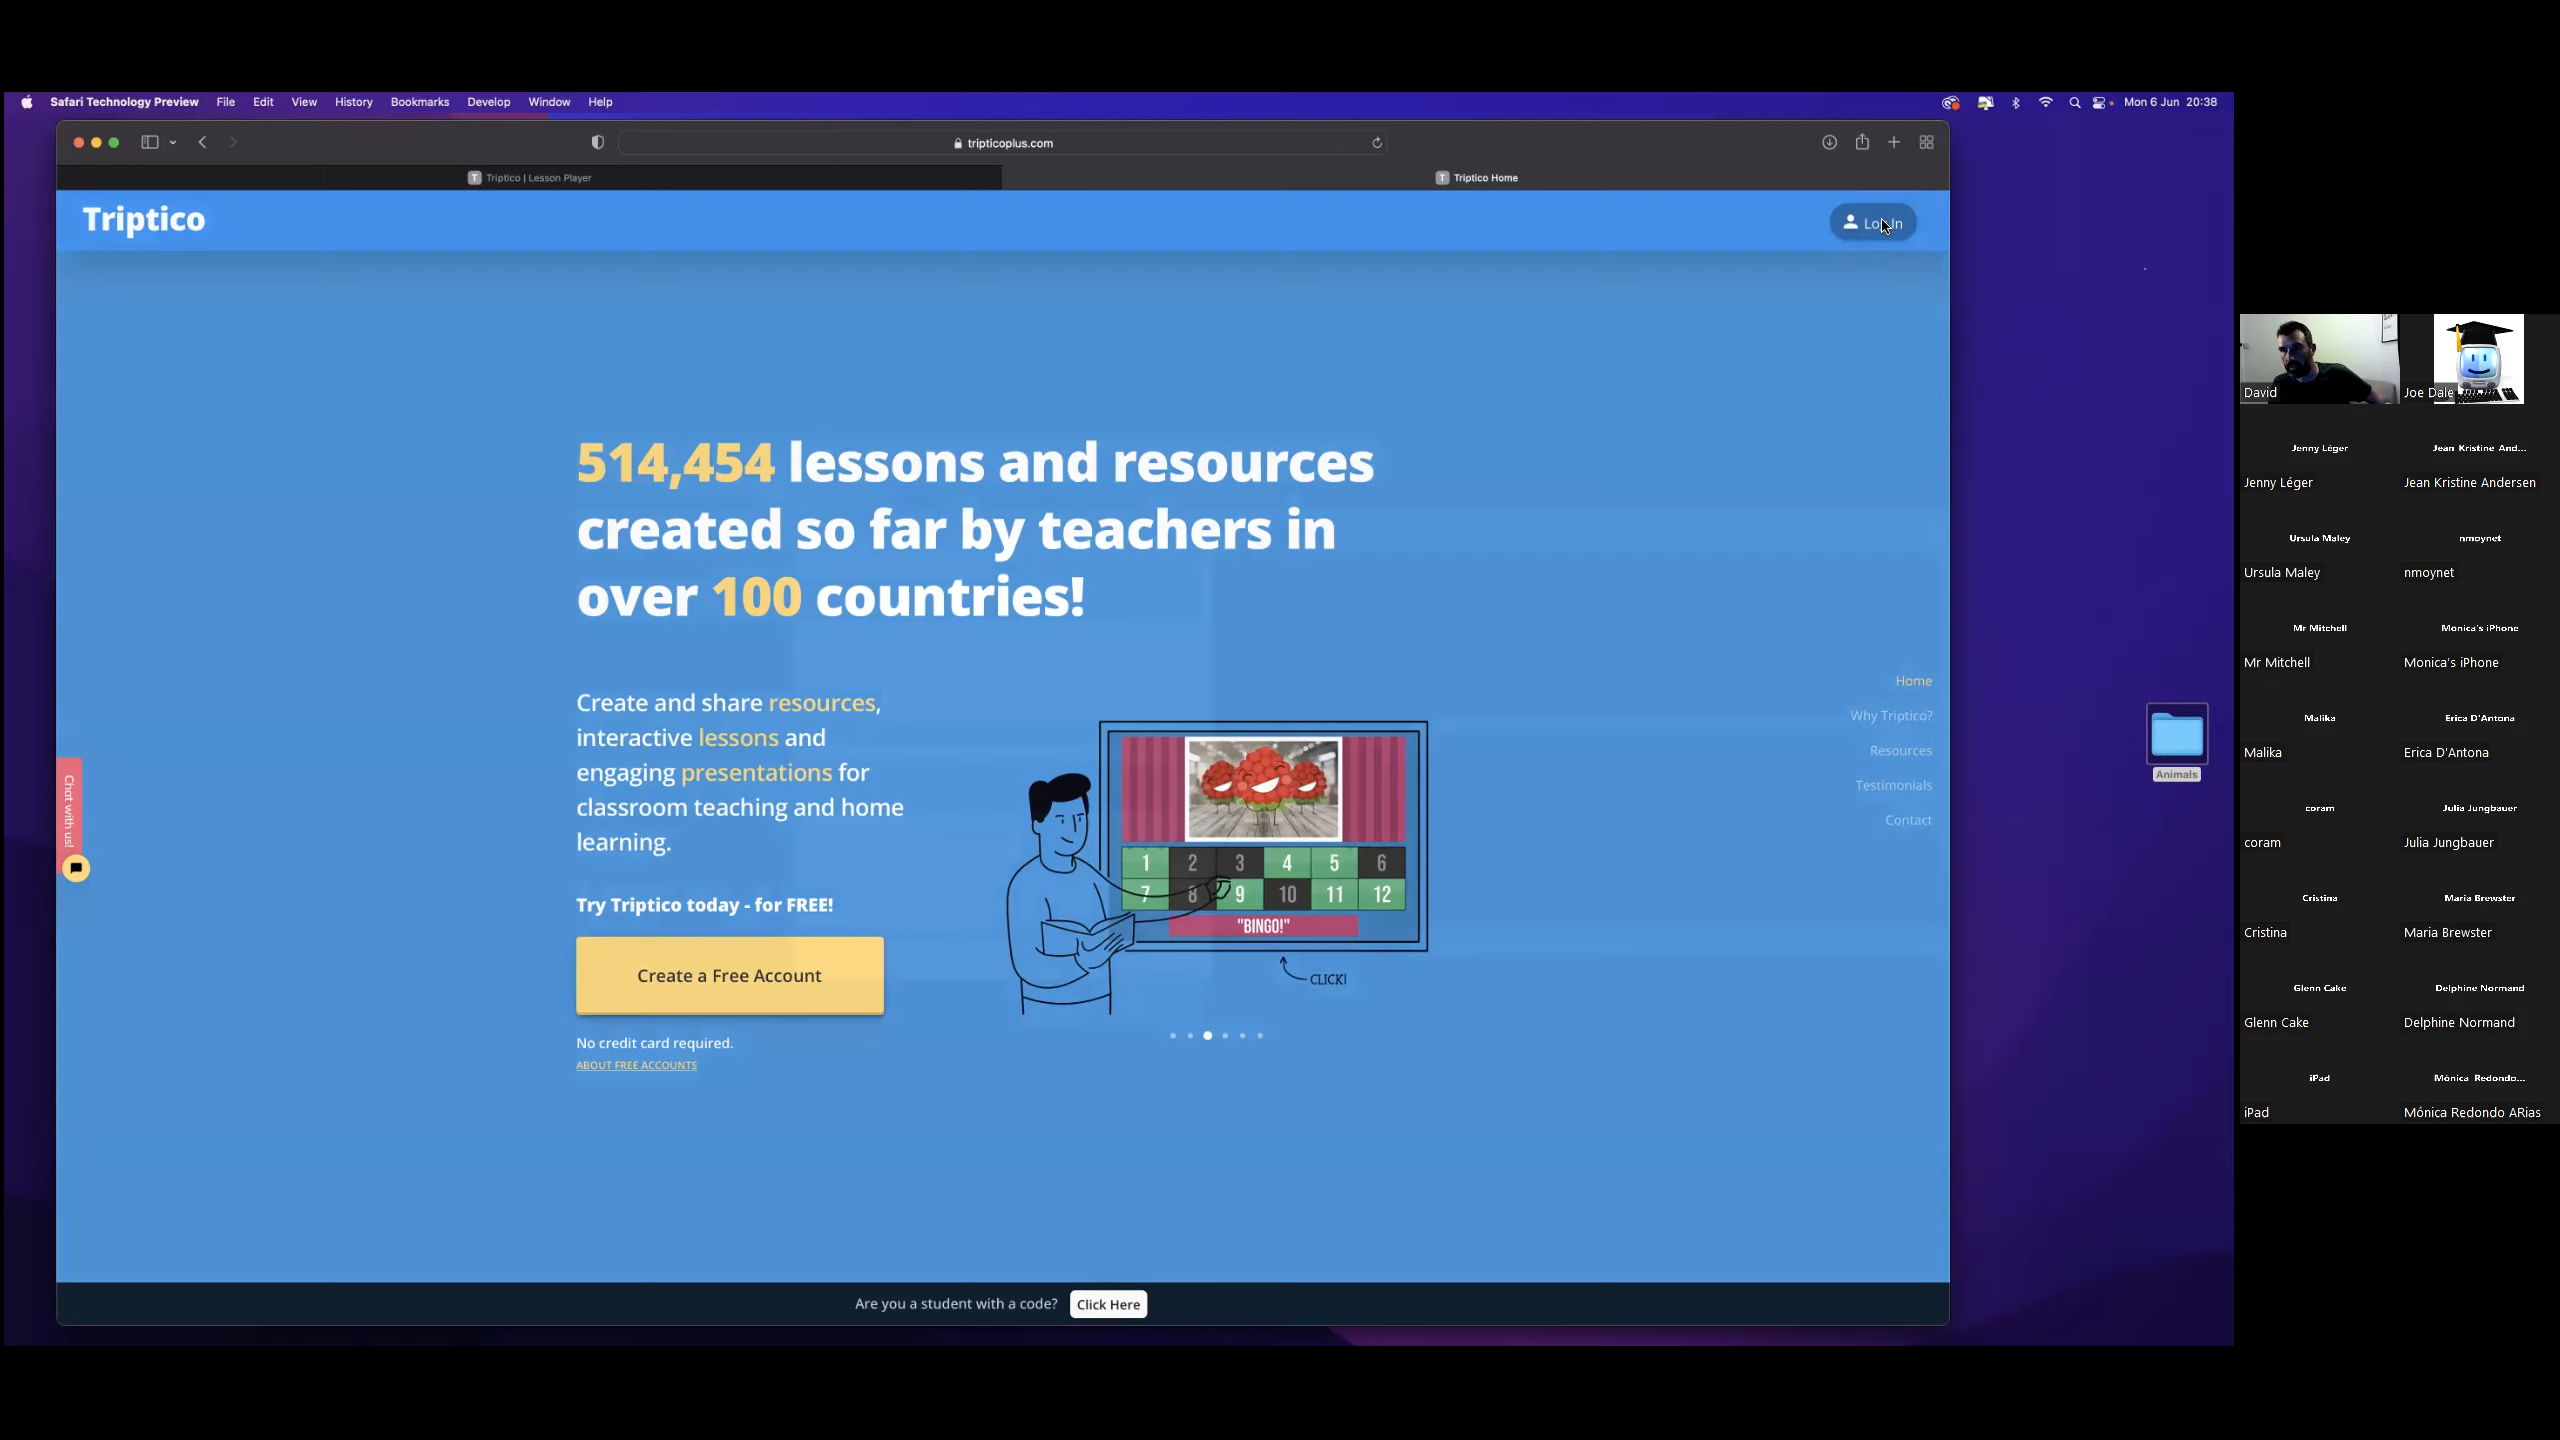 Safari Technology Preview File Edit View History Bookmarks Develop Window Help
Mon 6 Jun 20:38
tripticoplus.com
T Triptico | Lesson Player
T Triptico Home
Triptico
Log In
514,454 lessons and resources
created so far by teachers in
over 100 countries!
Create and share resources,
interactive lessons and
engaging presentations for
classroom teaching and home
learning.
Try Triptico today - for FREE!
Create a Free Account
No credit card required.
ABOUT FREE ACCOUNTS
1 2 3 4 5 6
7 8 9 10 11 12
"BINGO!"
CLICK!
Home
Why Triptico?
Resources
Testimonials
Contact
Chat with us!
Are you a student with a code? Click Here
Animals
David
Joe Dale
Jenny Léger
Jean Kristine And...
Jenny Léger
Jean Kristine Andersen
Ursula Maley
nmoynet
Ursula Maley
nmoynet
Mr Mitchell
Monica's iPhone
Mr Mitchell
Monica's iPhone
Malika
Erica D'Antona
Malika
Erica D'Antona
coram
Julia Jungbauer
coram
Julia Jungbauer
Cristina
Maria Brewster
Cristina
Maria Brewster
Glenn Cake
Delphine Normand
Glenn Cake
Delphine Normand
iPad
Mónica Redondo...
iPad
Mónica Redondo ARias